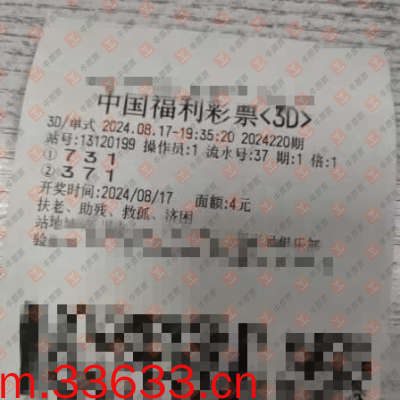 中国福利彩票<3D>
3D/单式 2024.08.17-19:35:20 2024220期
站号:13120199 操作员:1 流水号:37 期:1 倍:1
①731
②371
开奖时间:2024/08/17 面额:4元
扶老、助残、救孤、济困
站地
验
m.33633.cn